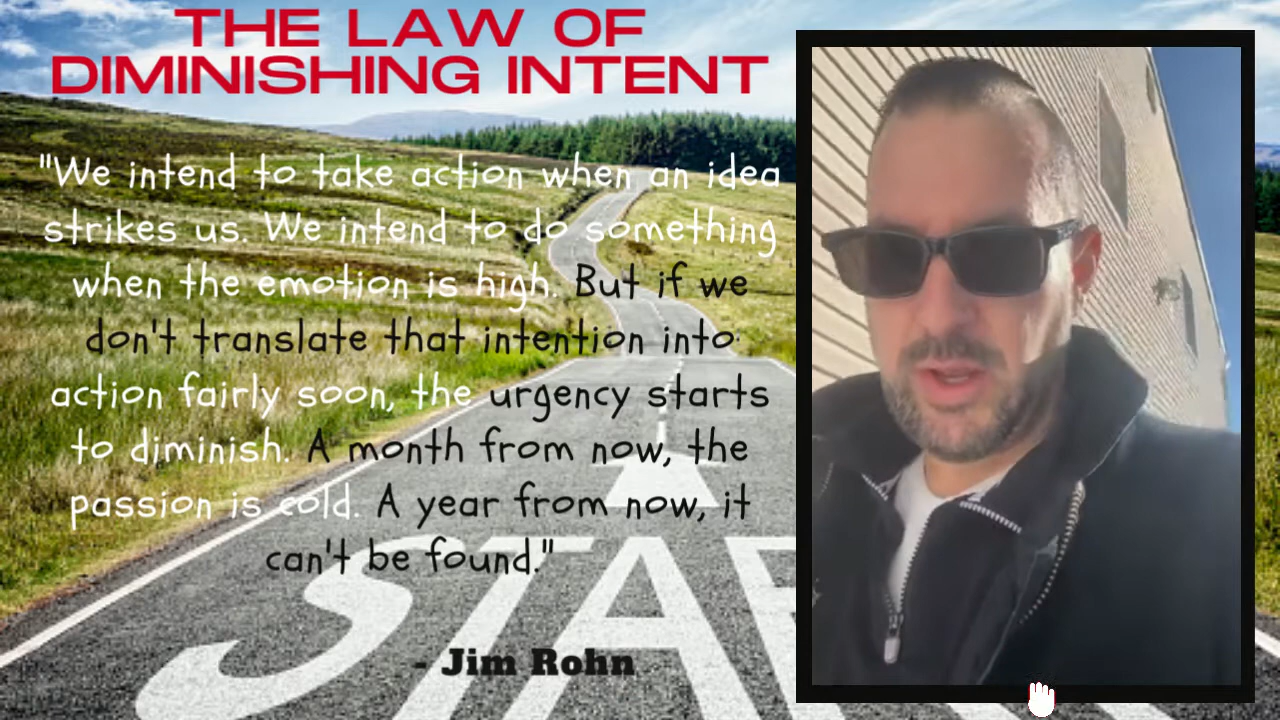 THE LAW OF
DIMINISHING INTENT
"We intend to take action when an idea
strikes us. We intend to do something
when the emotion is high. But if we
don't translate that intention into
action fairly soon, the urgency starts
to diminish. A month from now, the
passion is cold. A year from now, it
can't be found."
- Jim Rohn